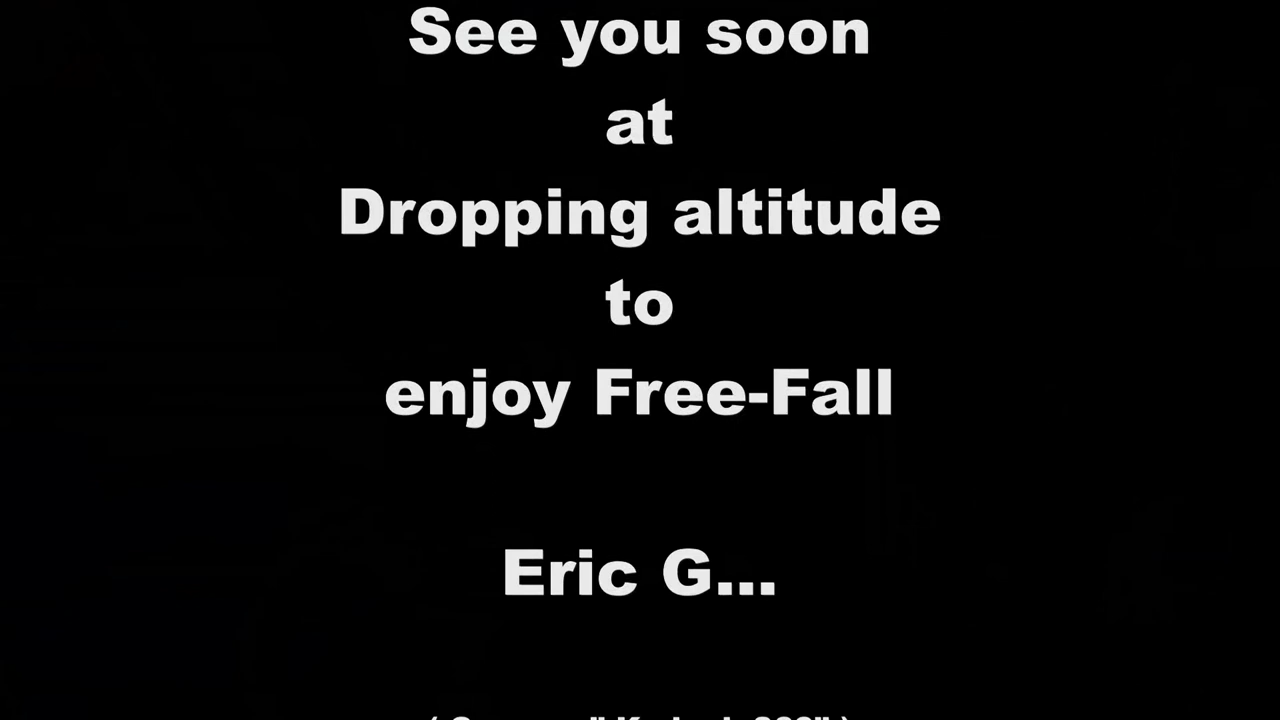 See you soon
at
Dropping altitude
to
enjoy Free-Fall
Eric G...